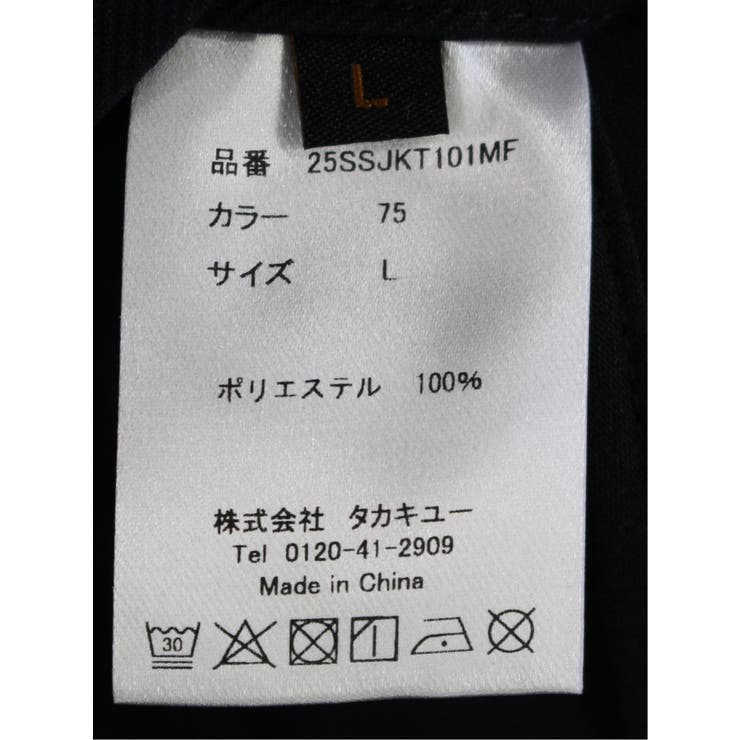 L
品番 25SSJKT101MF
カラー 75
サイズ L
ポリエステル 100%
株式会社 タカキユー
Tel 0120-41-2909
Made in China
30